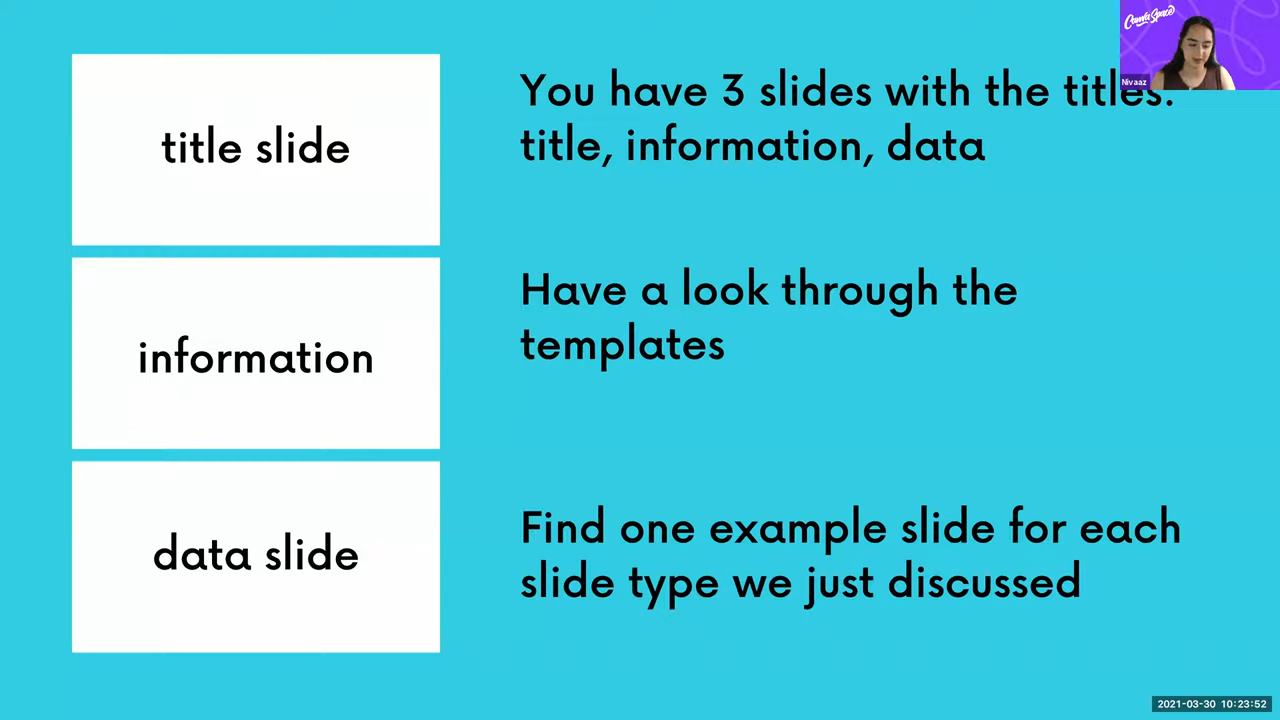 Canva Space
Nivaaz
title slide
You have 3 slides with the titles:
title, information, data
information
Have a look through the
templates
data slide
Find one example slide for each
slide type we just discussed
2021-03-30 10:23:52